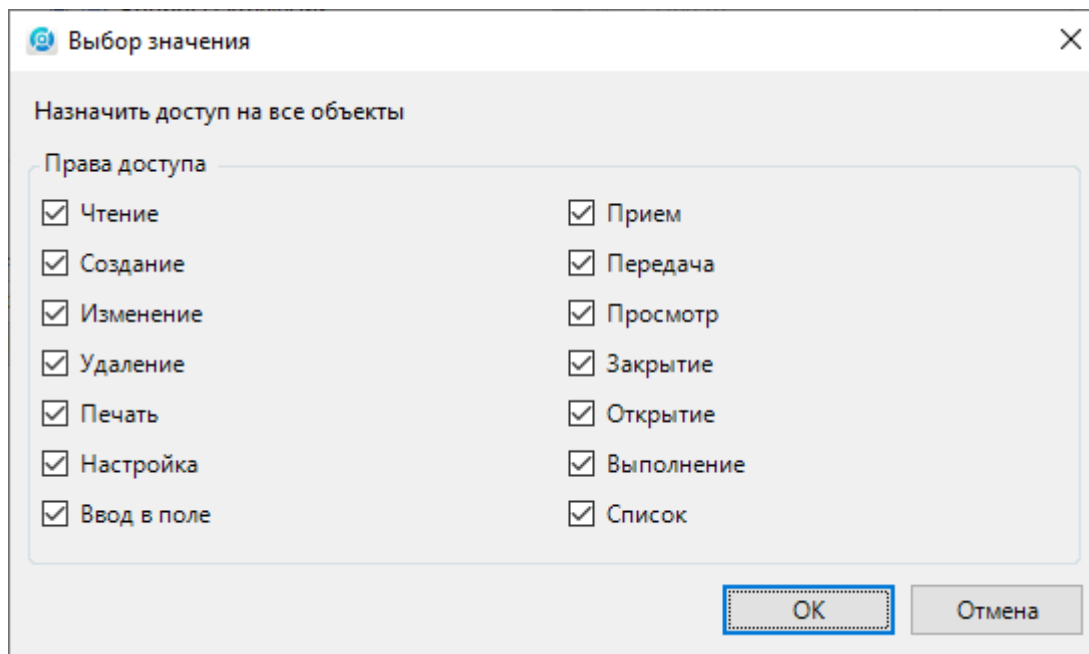 Выбор значения
Назначить доступ на все объекты
Права доступа
Чтение
Создание
Изменение
Удаление
Печать
Настройка
Ввод в поле
Прием
Передача
Просмотр
Закрытие
Открытие
Выполнение
Список
OK
Отмена